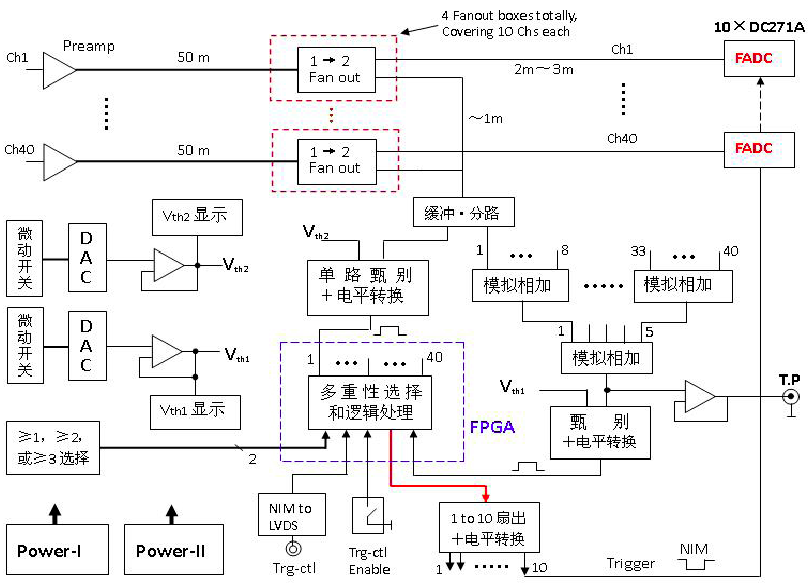 4 Fanout boxes totally,
Covering 10 Chs each
10×DC271A
Preamp
Ch1
50 m
1 → 2
Fan out
Ch1
2m～3m
FADC
～1m
Ch40
50 m
1 → 2
Fan out
Ch40
FADC
缓冲·分路
微动开关
DAC
Vth2 显示
Vth2
Vth2
单路甄别
＋电平转换
1
8
33
40
模拟相加
模拟相加
微动开关
DAC
Vth1
Vth1 显示
1
40
1
5
模拟相加
多重性选择
和逻辑处理
FPGA
Vth1
甄 别
＋电平转换
T.P
≥1，≥2，
或≥3 选择
2
NIM to
LVDS
Trg-ctl
Trg-ctl
Enable
1 to 10 扇出
＋电平转换
1
10
Trigger
NIM
Power-I
Power-II